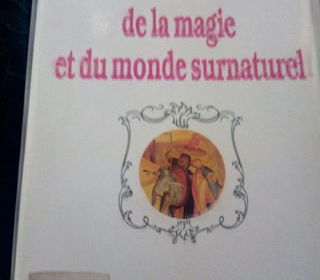 de la magie
et du monde surnaturel